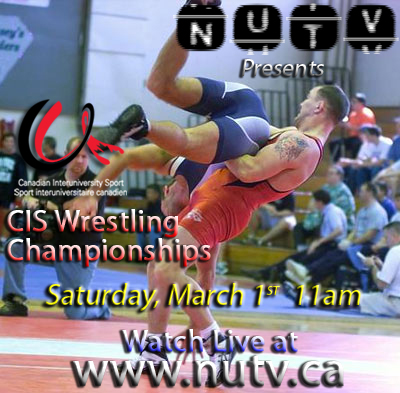 NUTV
Presents
Canadian Interuniversity Sport
Sport interuniversitaire canadien
CIS Wrestling
Championships
Saturday, March 1ST 11am
Watch Live at
www.nutv.ca